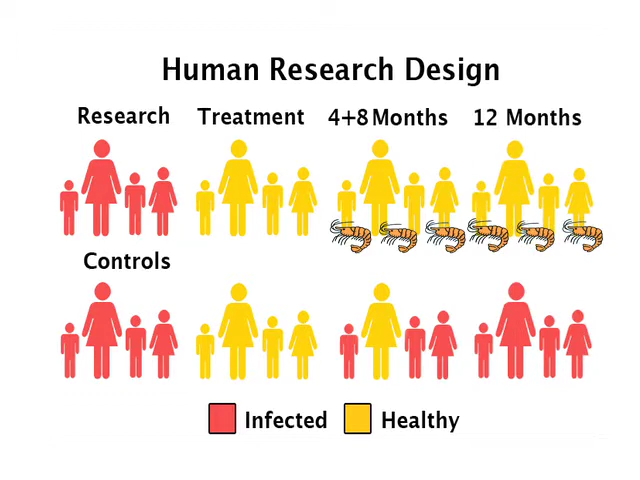 Human Research Design
Research Treatment 4+8 Months 12 Months
Controls
Infected Healthy